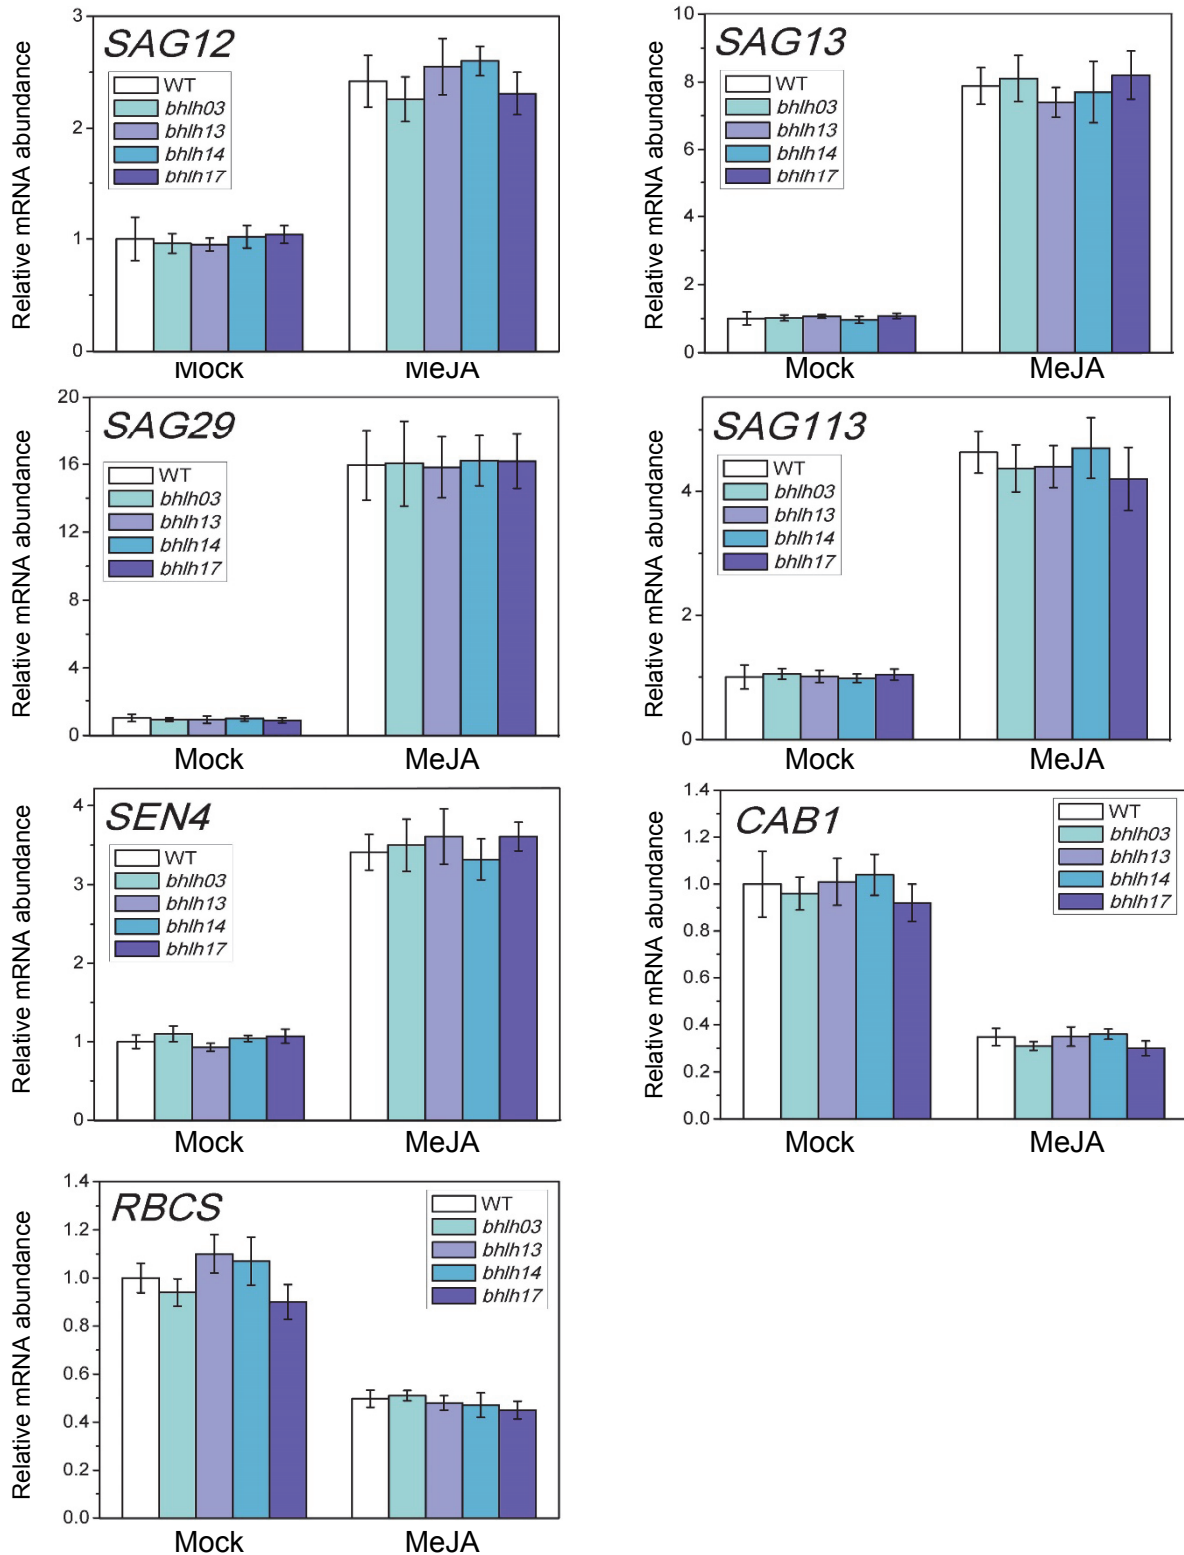 SAG12
WT
bhlh03
bhlh13
bhlh14
bhlh17
Relative mRNA abundance
3
2
1
0
Mock
MeJA
SAG13
WT
bhlh03
bhlh13
bhlh14
bhlh17
Relative mRNA abundance
10
8
6
4
2
0
Mock
MeJA
SAG29
WT
bhlh03
bhlh13
bhlh14
bhlh17
Relative mRNA abundance
20
16
12
8
4
0
Mock
MeJA
SAG113
WT
bhlh03
bhlh13
bhlh14
bhlh17
Relative mRNA abundance
4
2
0
Mock
MeJA
SEN4
WT
bhlh03
bhlh13
bhlh14
bhlh17
Relative mRNA abundance
4
3
2
1
0
Mock
MeJA
CAB1
WT
bhlh03
bhlh13
bhlh14
bhlh17
Relative mRNA abundance
1.4
1.2
1.0
0.8
0.6
0.4
0.2
0.0
Mock
MeJA
RBCS
WT
bhlh03
bhlh13
bhlh14
bhlh17
Relative mRNA abundance
1.4
1.2
1.0
0.8
0.6
0.4
0.2
0.0
Mock
MeJA